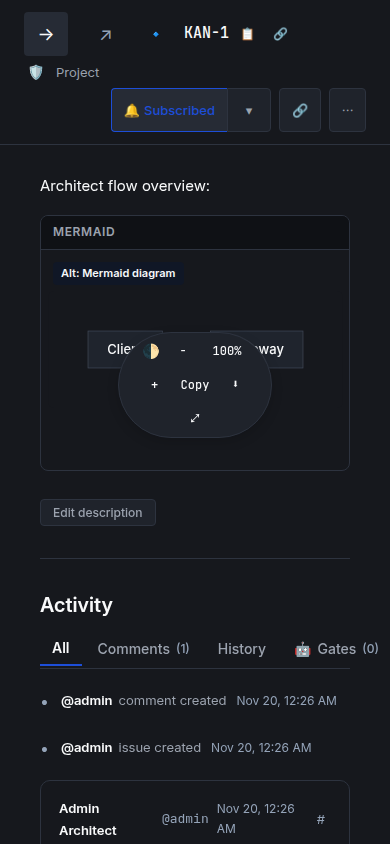 KAN-1
Project
Subscribed
Architect flow overview:
MERMAID
Alt: Mermaid diagram
- 100%
+ Copy
Edit description
Activity
All Comments (1) History Gates (0)
@admin comment created Nov 20, 12:26 AM
@admin issue created Nov 20, 12:26 AM
Admin Architect @admin Nov 20, 12:26 AM #